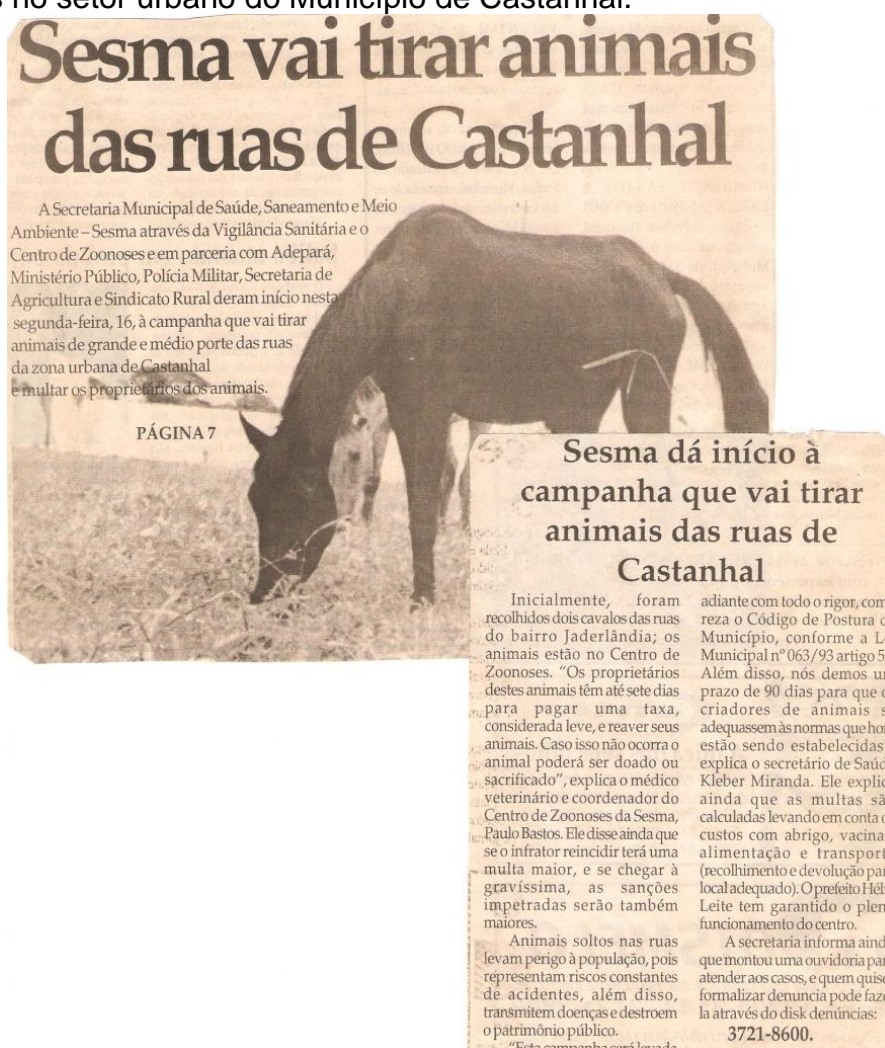 no setor urbano do Município de Castanhal.
Sesma vai tirar animais
das ruas de Castanhal
A Secretaria Municipal de Saúde, Saneamento e Meio
Ambiente – Sesma através da Vigilância Sanitária e o
Centro de Zoonoses e em parceria com Adepará,
Ministério Público, Polícia Militar, Secretaria de
Agricultura e Sindicato Rural deram início nesta
segunda-feira, 16, à campanha que vai tirar
animais de grande e médio porte das ruas
da zona urbana de Castanhal
e multar os proprietários dos animais.
PÁGINA 7
Sesma dá início à
campanha que vai tirar
animais das ruas de
Castanhal
Inicialmente, foram
recolhidos dois cavalos das ruas
do bairro Jaderlândia; os
animais estão no Centro de
Zoonoses. "Os proprietários
destes animais têm até sete dias
para pagar uma taxa,
considerada leve, e reaver seus
animais. Caso isso não ocorra o
animal poderá ser doado ou
sacrificado", explica o médico
veterinário e coordenador do
Centro de Zoonoses da Sesma,
Paulo Bastos. Ele disse ainda que
se o infrator reincidir terá uma
multa maior, e se chegar à
gravíssima, as sanções
impetradas serão também
maiores.
Animais soltos nas ruas
levam perigo à população, pois
representam riscos constantes
de acidentes, além disso,
transmitem doenças e destroem
o patrimônio público.
"Esta campanha será levada
adiante com todo o rigor, com
reza o Código de Postura
Município, conforme a
Municipal nº 063/93 artigo
Além disso, nós demos
prazo de 90 dias para que
criadores de animais
adequassem às normas que
estão sendo estabelecidas
explica o secretário de
Kleber Miranda. Ele
ainda que as multas
calculadas levando em conta
custos com abrigo,
alimentação e
(recolhimento e devolução
local adequado). O prefeito
Leite tem garantido o
funcionamento do centro.
A secretaria informa
que montou uma ouvidoria
atender aos casos, e quem
formalizar denuncia pode
la através do disk denúncias:
3721-8600.